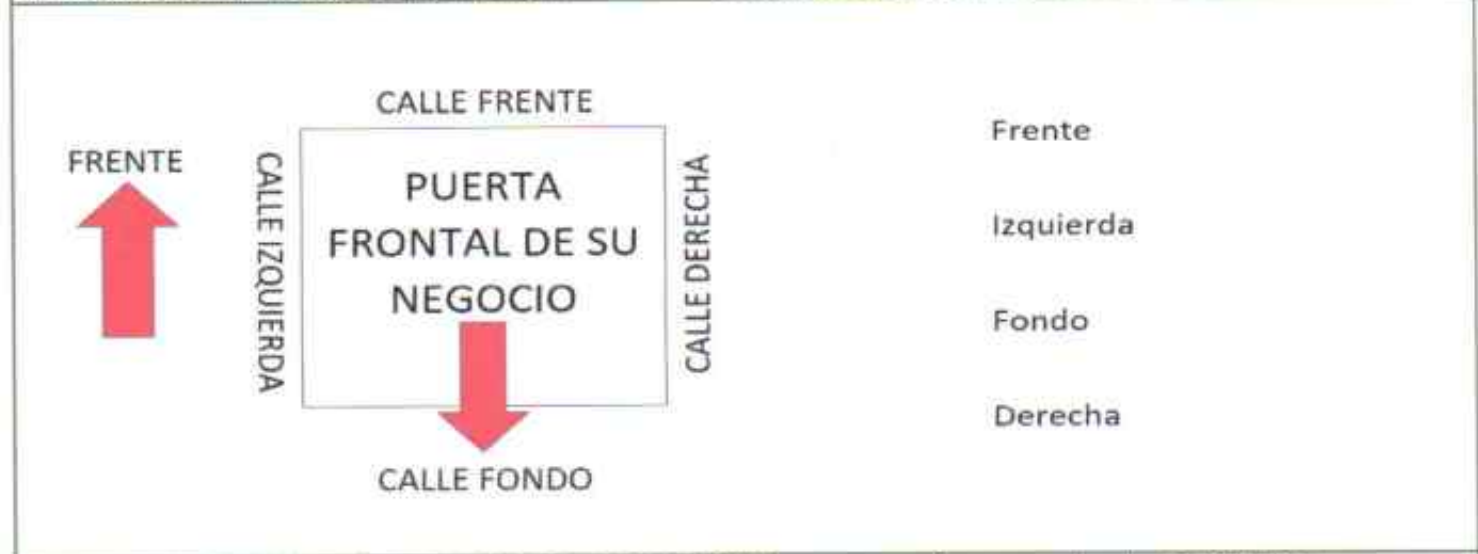 CALLE FRENTE
FRENTE
CALLE IZQUIERDA
PUERTA
FRONTAL DE SU
NEGOCIO
CALLE DERECHA
CALLE FONDO
Frente
Izquierda
Fondo
Derecha